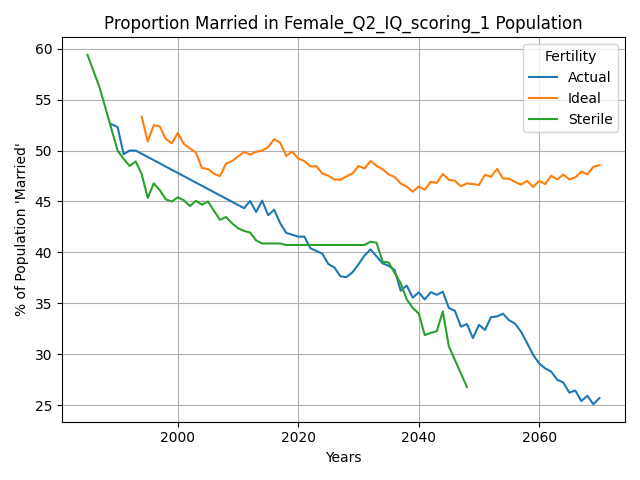 Proportion Married in Female_Q2_IQ_scoring_1 Population
60
55
50
45
40
35
30
25
% of Population 'Married'
Fertility
Actual
Ideal
Sterile
2000
2020
2040
2060
Years